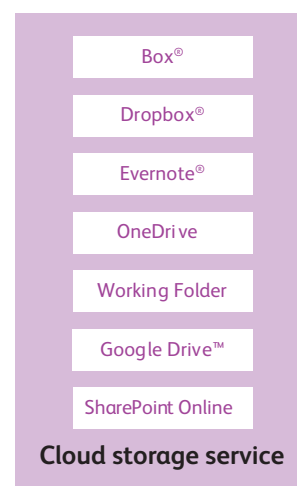 Box®
Dropbox®
Evernote®
OneDrive
Working Folder
Google Drive™
SharePoint Online
Cloud storage service